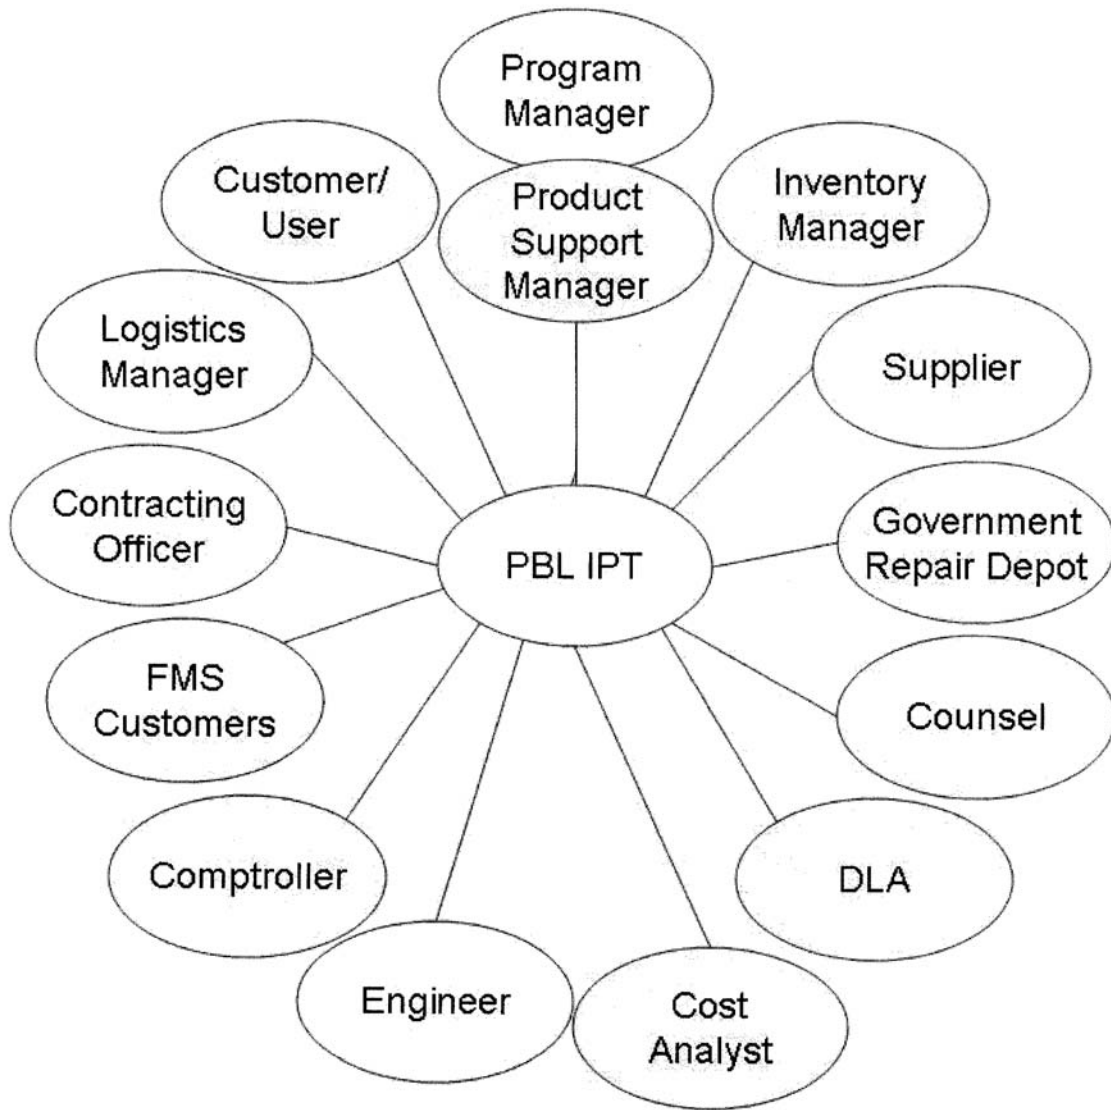 Program
Manager
Product
Support
Manager
Inventory
Manager
Supplier
Government
Repair Depot
Counsel
DLA
Cost
Analyst
Engineer
Comptroller
FMS
Customers
Contracting
Officer
Logistics
Manager
Customer/
User
PBL IPT